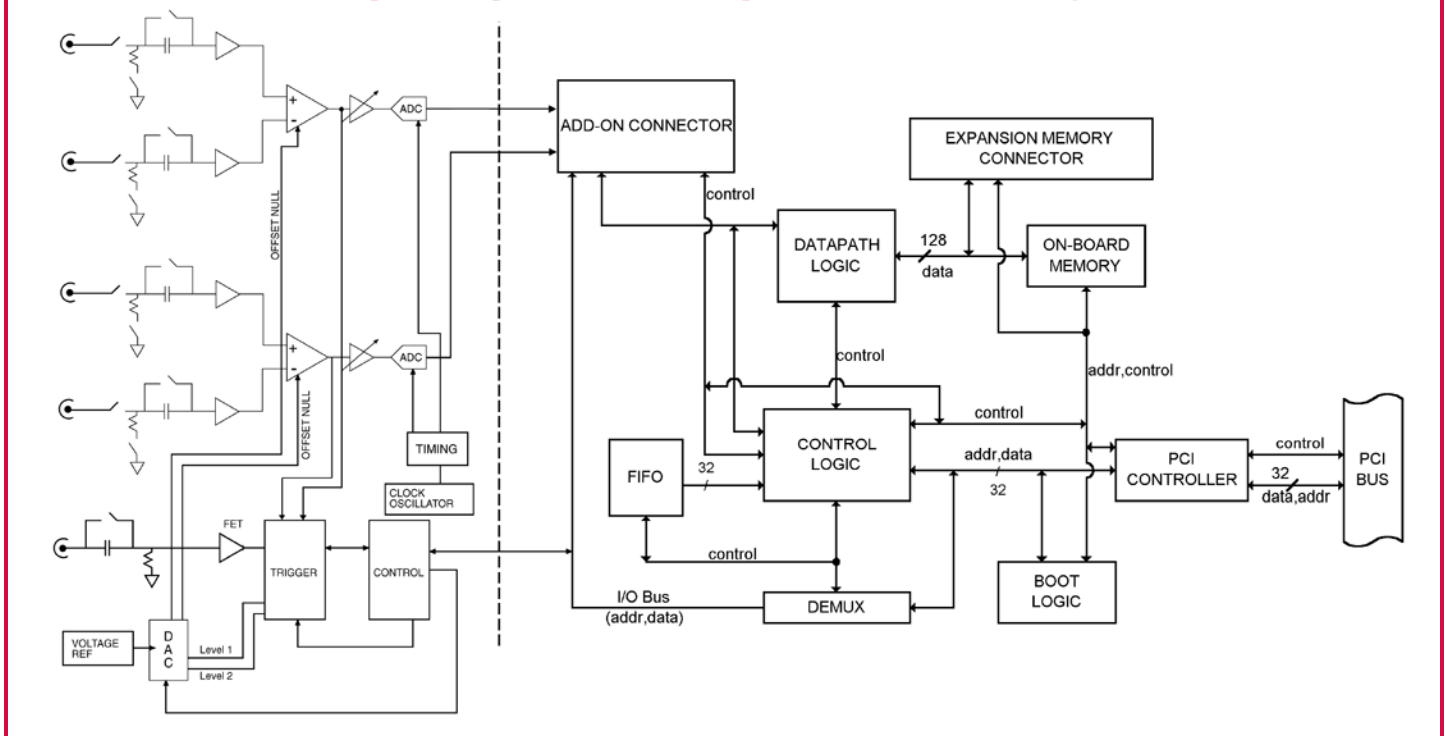 +
-
ADC
OFFSET NULL
+
-
ADC
OFFSET NULL
TIMING
CLOCK
OSCILLATOR
FET
TRIGGER
CONTROL
VOLTAGE
REF
D
A
C
Level 1
Level 2
ADD-ON CONNECTOR
control
EXPANSION MEMORY
CONNECTOR
DATAPATH
LOGIC
128
data
ON-BOARD
MEMORY
control
addr,control
control
CONTROL
LOGIC
FIFO
32
addr,data
32
PCI
CONTROLLER
control
32
data,addr
PCI
BUS
control
I/O Bus
(addr,data)
DEMUX
BOOT
LOGIC